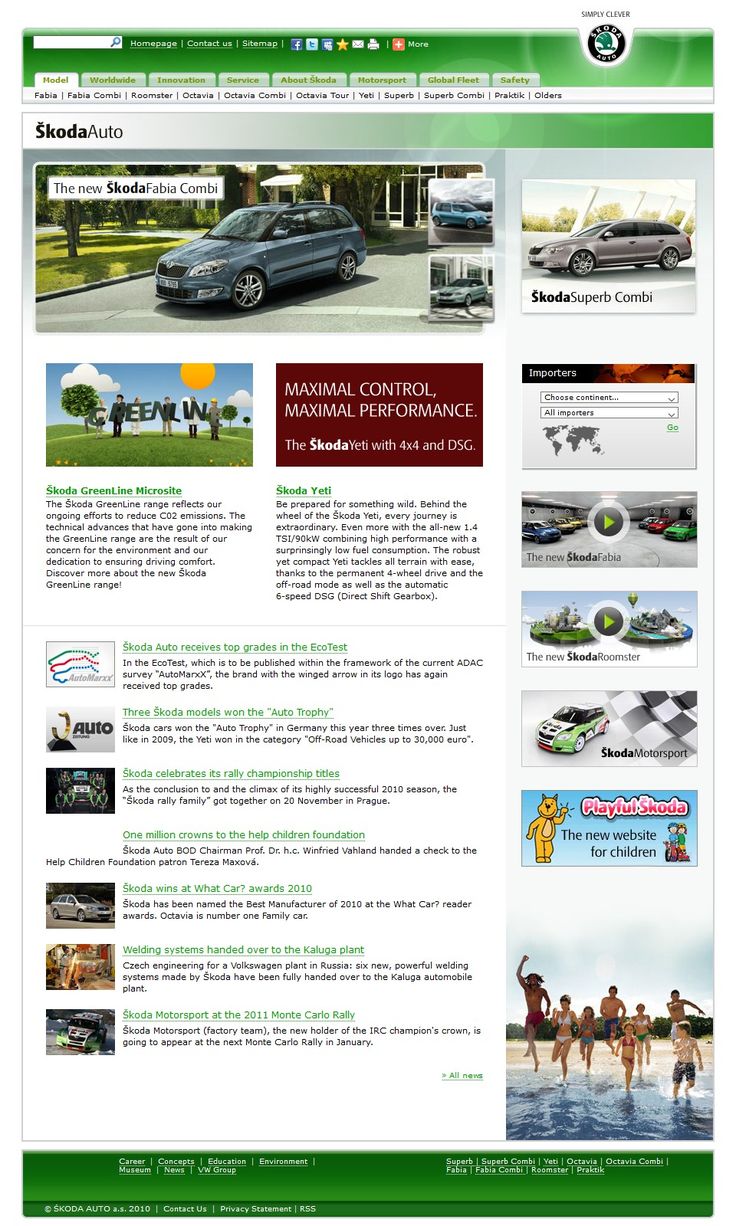 SIMPLY CLEVER
Homepage | Contact us | Sitemap | | More
ŠKODA
AUTO
Model Worldwide Innovation Service About Škoda Motorsport Global Fleet Safety
Fabia | Fabia Combi | Roomster | Octavia | Octavia Combi | Octavia Tour | Yeti | Superb | Superb Combi | Praktik | Olders
ŠkodaAuto
The new ŠkodaFabia Combi
ŠkodaSuperb Combi
GREENLINE
MAXIMAL CONTROL,
MAXIMAL PERFORMANCE.
The ŠkodaYeti with 4x4 and DSG.
Importers
Choose continent...
All importers
Go
Škoda GreenLine Microsite
The Škoda GreenLine range reflects our
ongoing efforts to reduce C02 emissions. The
technical advances that have gone into making
the GreenLine range are the result of our
concern for the environment and our
dedication to ensuring driving comfort.
Discover more about the new Škoda
GreenLine range!
Škoda Yeti
Be prepared for something wild. Behind the
wheel of the Škoda Yeti, every journey is
extraordinary. Even more with the all-new 1.4
TSI/90kW combining high performance with a
surprinsingly low fuel consumption. The robust
yet compact Yeti tackles all terrain with ease,
thanks to the permanent 4-wheel drive and the
off-road mode as well as the automatic
6-speed DSG (Direct Shift Gearbox).
The new ŠkodaFabia
The new ŠkodaRoomster
ŠkodaMotorsport
Playful Škoda
The new website
for children
AutoMarxX
Škoda Auto receives top grades in the EcoTest
In the EcoTest, which is to be published within the framework of the current ADAC
survey “AutoMarxX”, the brand with the winged arrow in its logo has again
received top grades.
Auto
ZEITUNG
Three Škoda models won the "Auto Trophy"
Škoda cars won the "Auto Trophy” in Germany this year three times over. Just
like in 2009, the Yeti won in the category "Off-Road Vehicles up to 30,000 euro".
Škoda celebrates its rally championship titles
As the conclusion to and the climax of its highly successful 2010 season, the
“Škoda rally family” got together on 20 November in Prague.
One million crowns to the help children foundation
Škoda Auto BOD Chairman Prof. Dr. h.c. Winfried Vahland handed a check to the
Help Children Foundation patron Tereza Maxová.
Škoda wins at What Car? awards 2010
Škoda has been named the Best Manufacturer of 2010 at the What Car? reader
awards. Octavia is number one Family car.
Welding systems handed over to the Kaluga plant
Czech engineering for a Volkswagen plant in Russia: six new, powerful welding
systems made by Škoda have been fully handed over to the Kaluga automobile
plant.
Škoda Motorsport at the 2011 Monte Carlo Rally
Škoda Motorsport (factory team), the new holder of the IRC champion's crown, is
going to appear at the next Monte Carlo Rally in January.
» All news
Career | Concepts | Education | Environment |
Museum | News | VW Group
Superb | Superb Combi | Yeti | Octavia | Octavia Combi |
Fabia | Fabia Combi | Roomster | Praktik
© ŠKODA AUTO a.s. 2010 | Contact Us | Privacy Statement | RSS